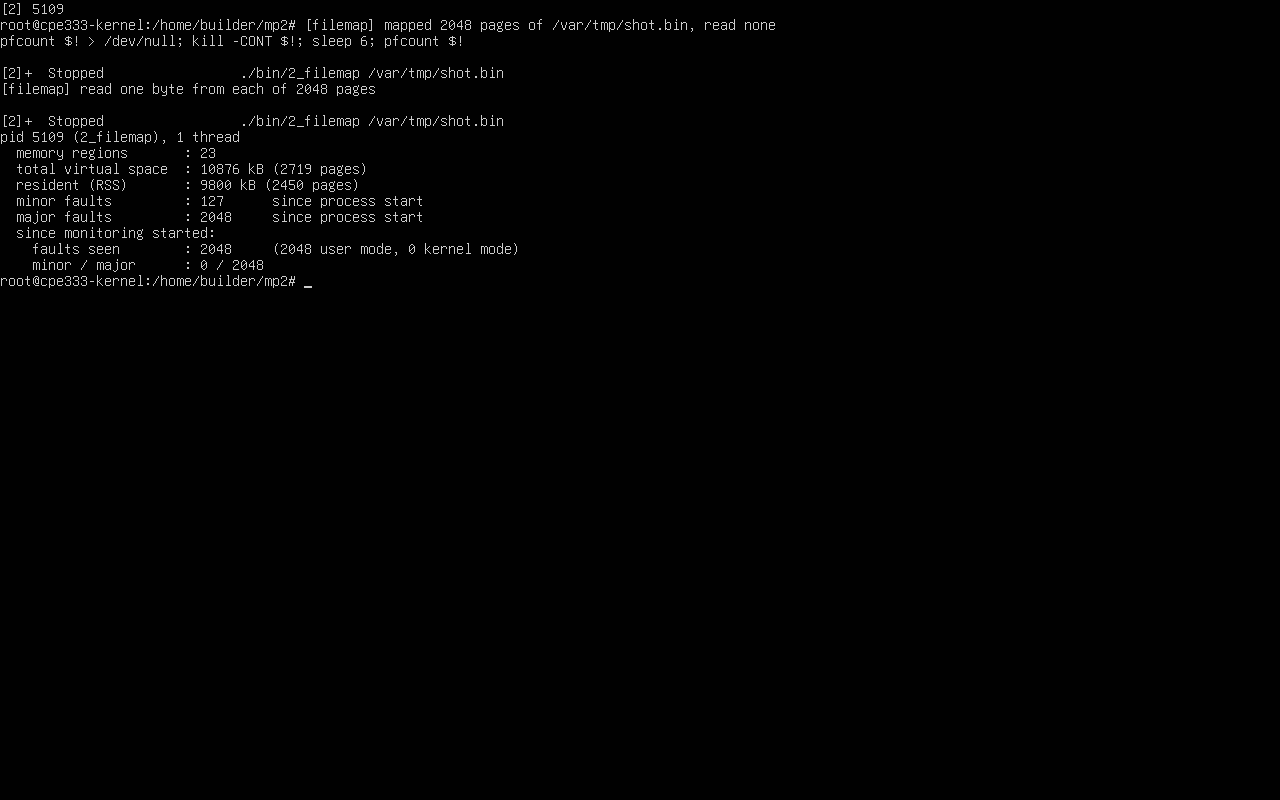 [2] 5109
root@cpe333-kernel:/home/builder/mp2# [filemap] mapped 2048 pages of /var/tmp/shot.bin, read none
pfcount $! > /dev/null; kill -CONT $!; sleep 6; pfcount $!
[2]+  Stopped                 ./bin/2_filemap /var/tmp/shot.bin
[filemap] read one byte from each of 2048 pages
[2]+  Stopped                 ./bin/2_filemap /var/tmp/shot.bin
pid 5109 (2_filemap), 1 thread
  memory regions       : 23
  total virtual space  : 10876 kB (2719 pages)
  resident (RSS)       : 9800 kB (2450 pages)
  minor faults         : 127      since process start
  major faults         : 2048     since process start
  since monitoring started:
    faults seen        : 2048     (2048 user mode, 0 kernel mode)
    minor / major      : 0 / 2048
root@cpe333-kernel:/home/builder/mp2# _